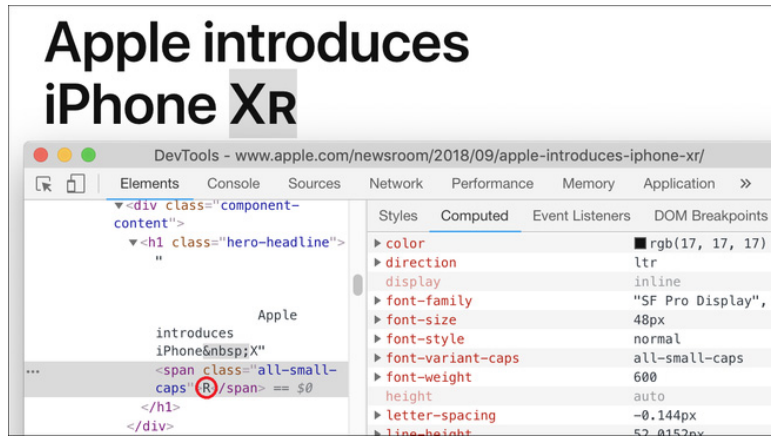 Apple introduces
iPhone XR
DevTools - www.apple.com/newsroom/2018/09/apple-introduces-iphone-xr/
Elements Console Sources Network Performance Memory Application »
▼<div class="component-
content">
▼<h1 class="hero-headline">
"
Apple
introduces
iPhone&nbsp;X"
... <span class="all-small-
caps">R</span> == $0
</h1>
</div>
Styles Computed Event Listeners DOM Breakpoints
▶ color rgb(17, 17, 17)
▶ direction ltr
display inline
▶ font-family "SF Pro Display",
▶ font-size 48px
▶ font-style normal
▶ font-variant-caps all-small-caps
▶ font-weight 600
height auto
▶ letter-spacing -0.144px
▶ line-height 52.0152px